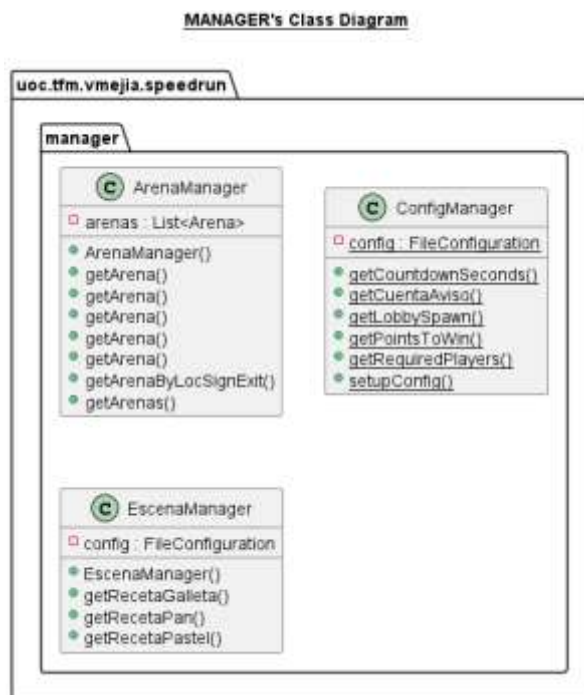 MANAGER's Class Diagram
uoc.tfm.vmejia.speedrun
manager
C ArenaManager
arenas : List<Arena>
ArenaManager()
getArena()
getArena()
getArena()
getArena()
getArena()
getArenaByLocSignExit()
getArenas()
C ConfigManager
config : FileConfiguration
getCountdownSeconds()
getCuentaAviso()
getLobbySpawn()
getPointsToWin()
getRequiredPlayers()
setupConfig()
C EscenaManager
config : FileConfiguration
EscenaManager()
getRecetaGalleta()
getRecetaPan()
getRecetaPastel()